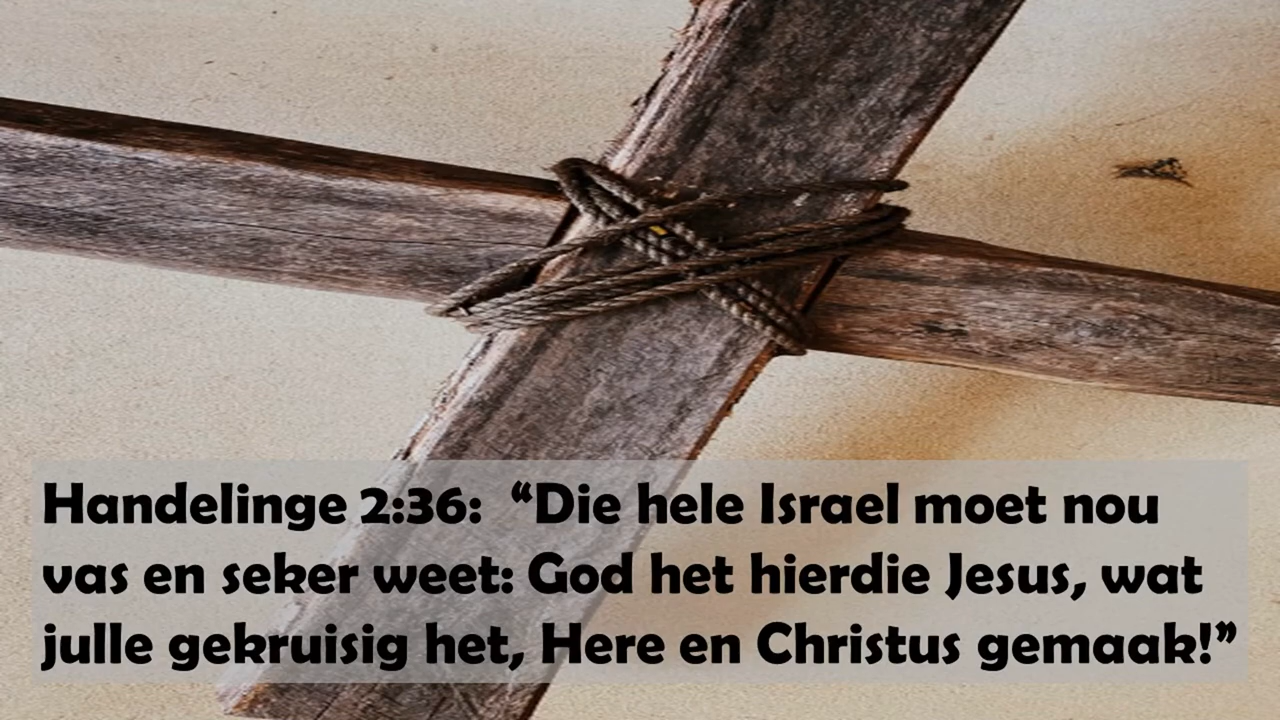 Handelinge 2:36:  “Die hele Israel moet nou
vas en seker weet: God het hierdie Jesus, wat
julle gekruisig het, Here en Christus gemaak!”